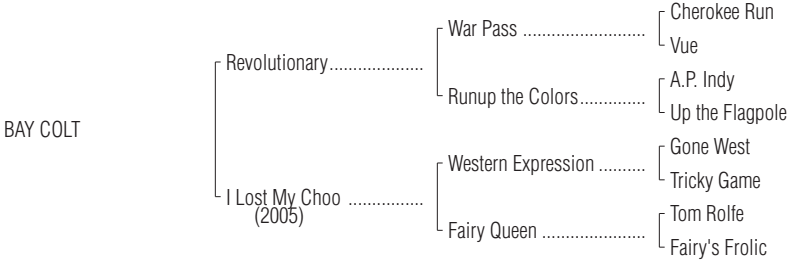 Cherokee Run
War Pass ..........................
Vue
Revolutionary....................
A.P. Indy
Runup the Colors..............
Up the Flagpole
BAY COLT
Gone West
Western Expression ..........
Tricky Game
I Lost My Choo ................
(2005)
Tom Rolfe
Fairy Queen ......................
Fairy's Frolic